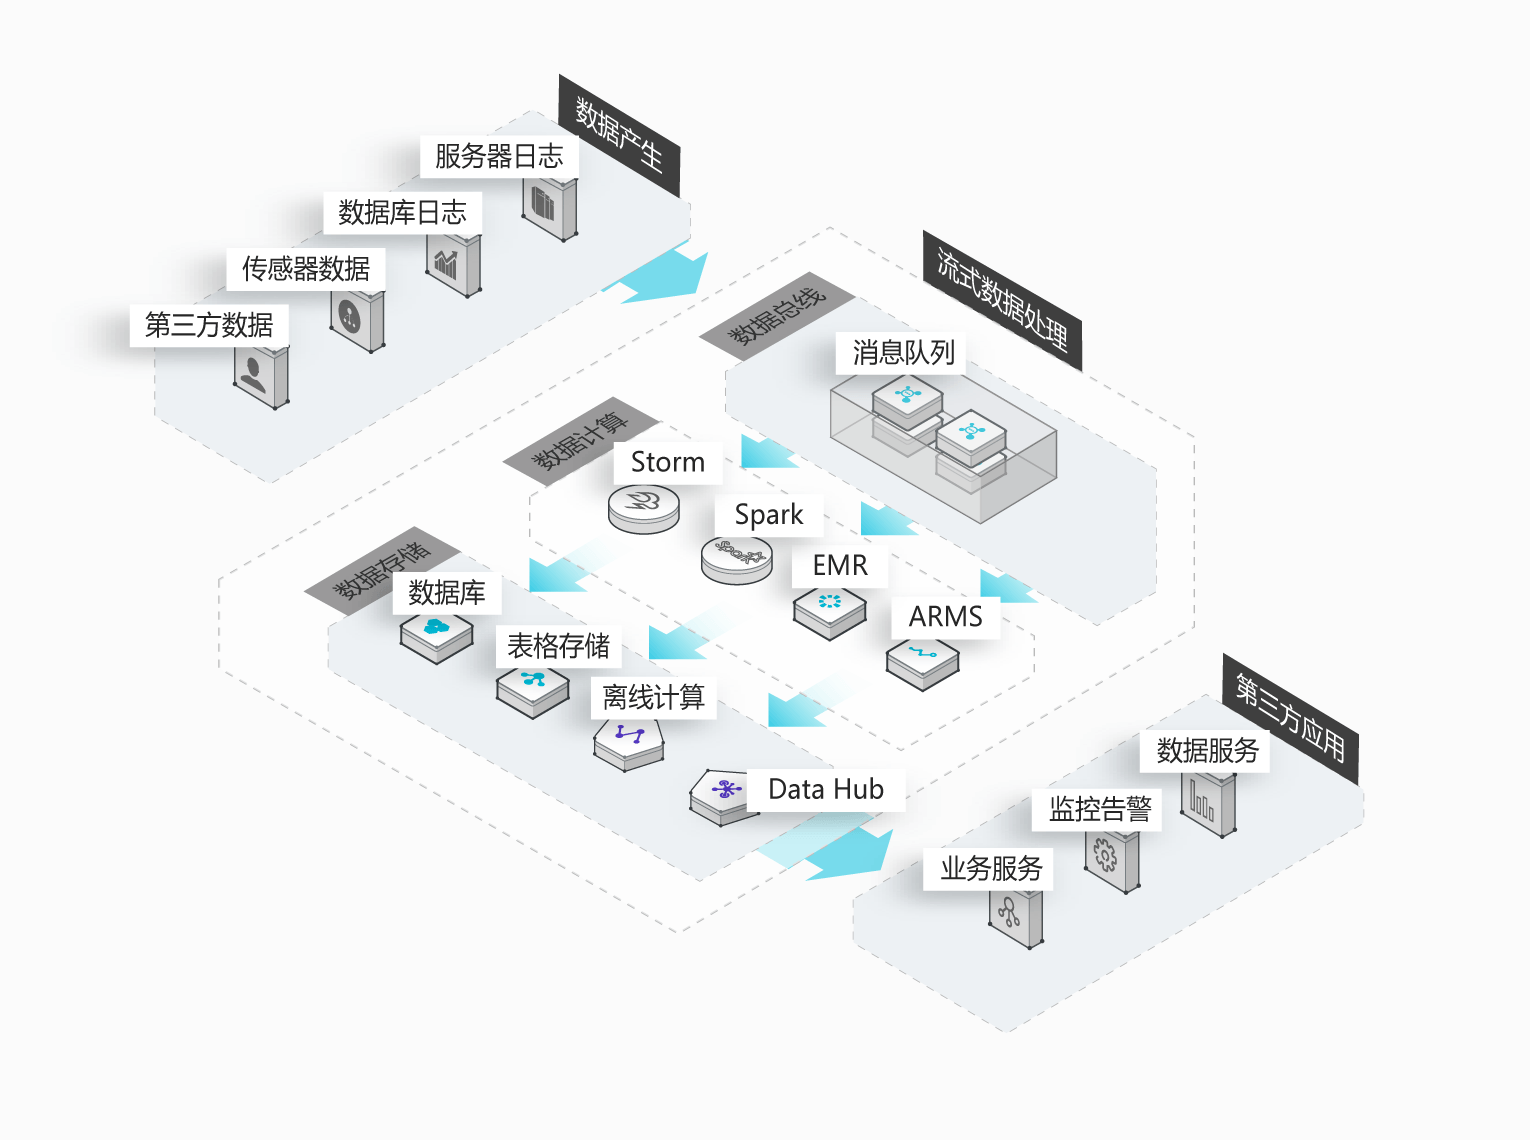 数据产生
服务器日志
数据库日志
传感器数据
第三方数据
流式数据处理
数据总线
消息队列
数据计算
Storm
Spark
EMR
ARMS
数据存储
数据库
表格存储
离线计算
Data Hub
第三方应用
数据服务
监控告警
业务服务